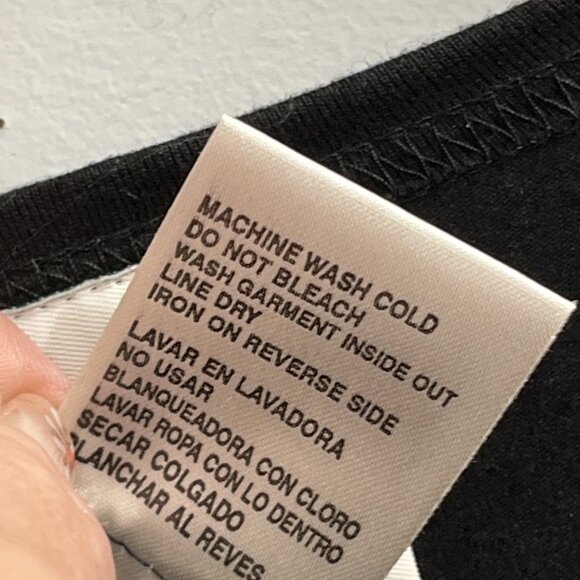 MACHINE WASH COLD
DO NOT BLEACH
WASH GARMENT INSIDE OUT
LINE DRY
IRON ON REVERSE SIDE
LAVAR EN LAVADORA
NO USAR
BLANQUEADORA CON CLORO
LAVAR ROPA CON LO DENTRO
SECAR COLGADO
PLANCHAR AL REVES